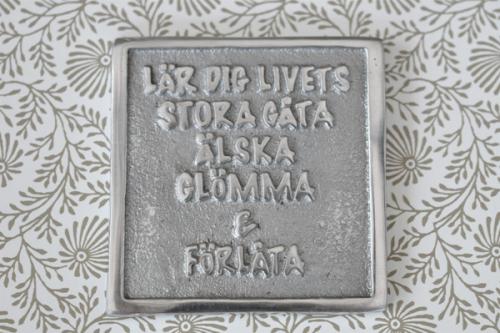 LÄR DIG LIVETS
STORA GÅTA
ÄLSKA
GLÖMMA
&
FÖRLÅTA